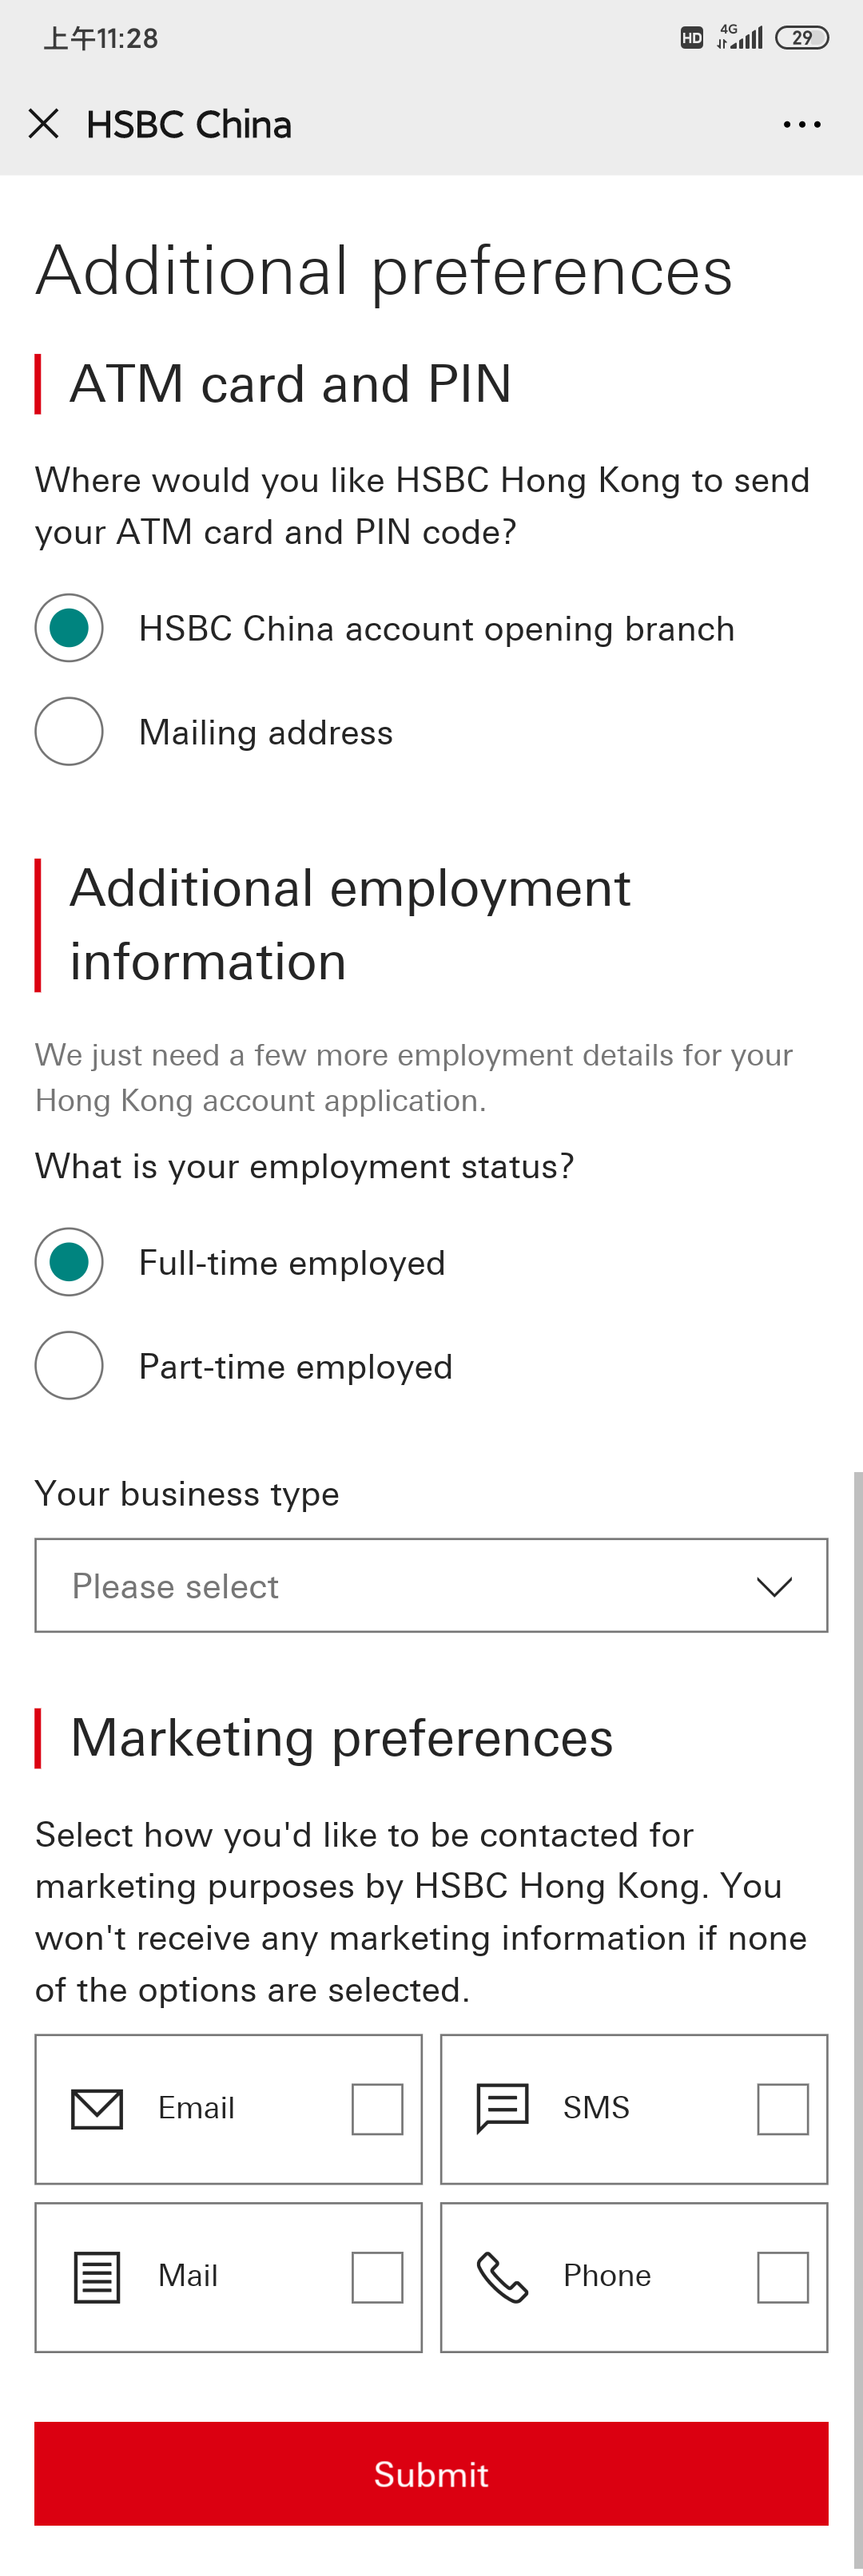 上午11:28
HD 4G 29
HSBC China
Additional preferences
ATM card and PIN
Where would you like HSBC Hong Kong to send
your ATM card and PIN code?
HSBC China account opening branch
Mailing address
Additional employment
information
We just need a few more employment details for your
Hong Kong account application.
What is your employment status?
Full-time employed
Part-time employed
Your business type
Please select
Marketing preferences
Select how you'd like to be contacted for
marketing purposes by HSBC Hong Kong. You
won't receive any marketing information if none
of the options are selected.
Email
SMS
Mail
Phone
Submit